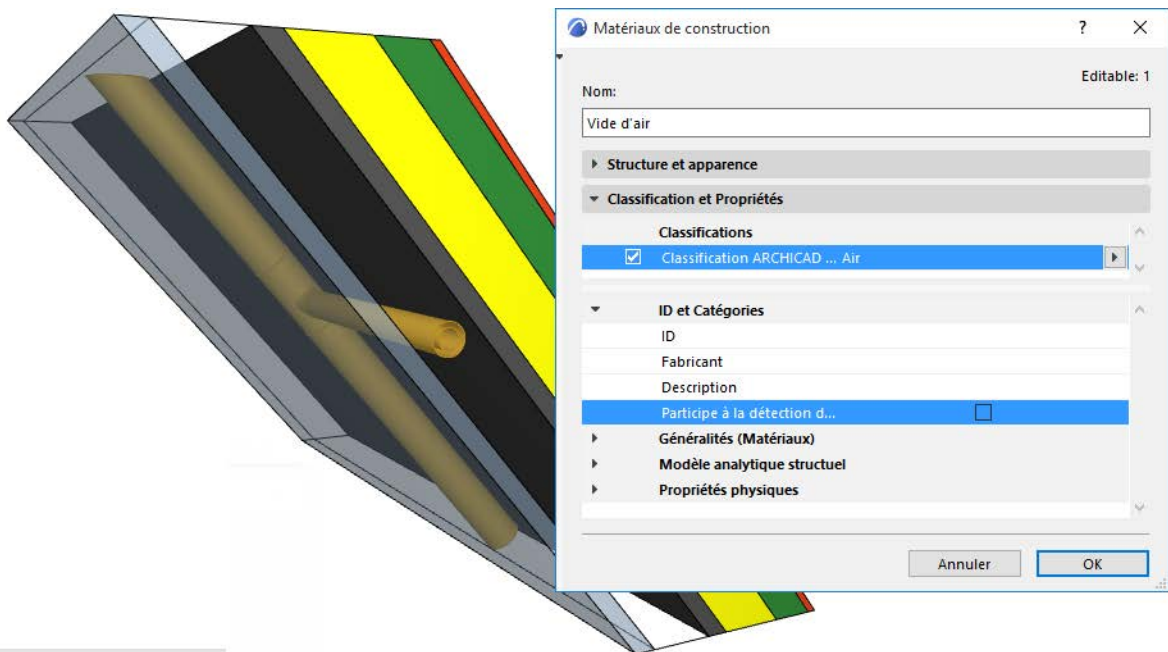 Matériaux de construction
?
Editable: 1
Nom:
Vide d'air
Structure et apparence
Classification et Propriétés
Classifications
Classification ARCHICAD ... Air
ID et Catégories
ID
Fabricant
Description
Participe à la détection d...
Généralités (Matériaux)
Modèle analytique structuel
Propriétés physiques
Annuler OK